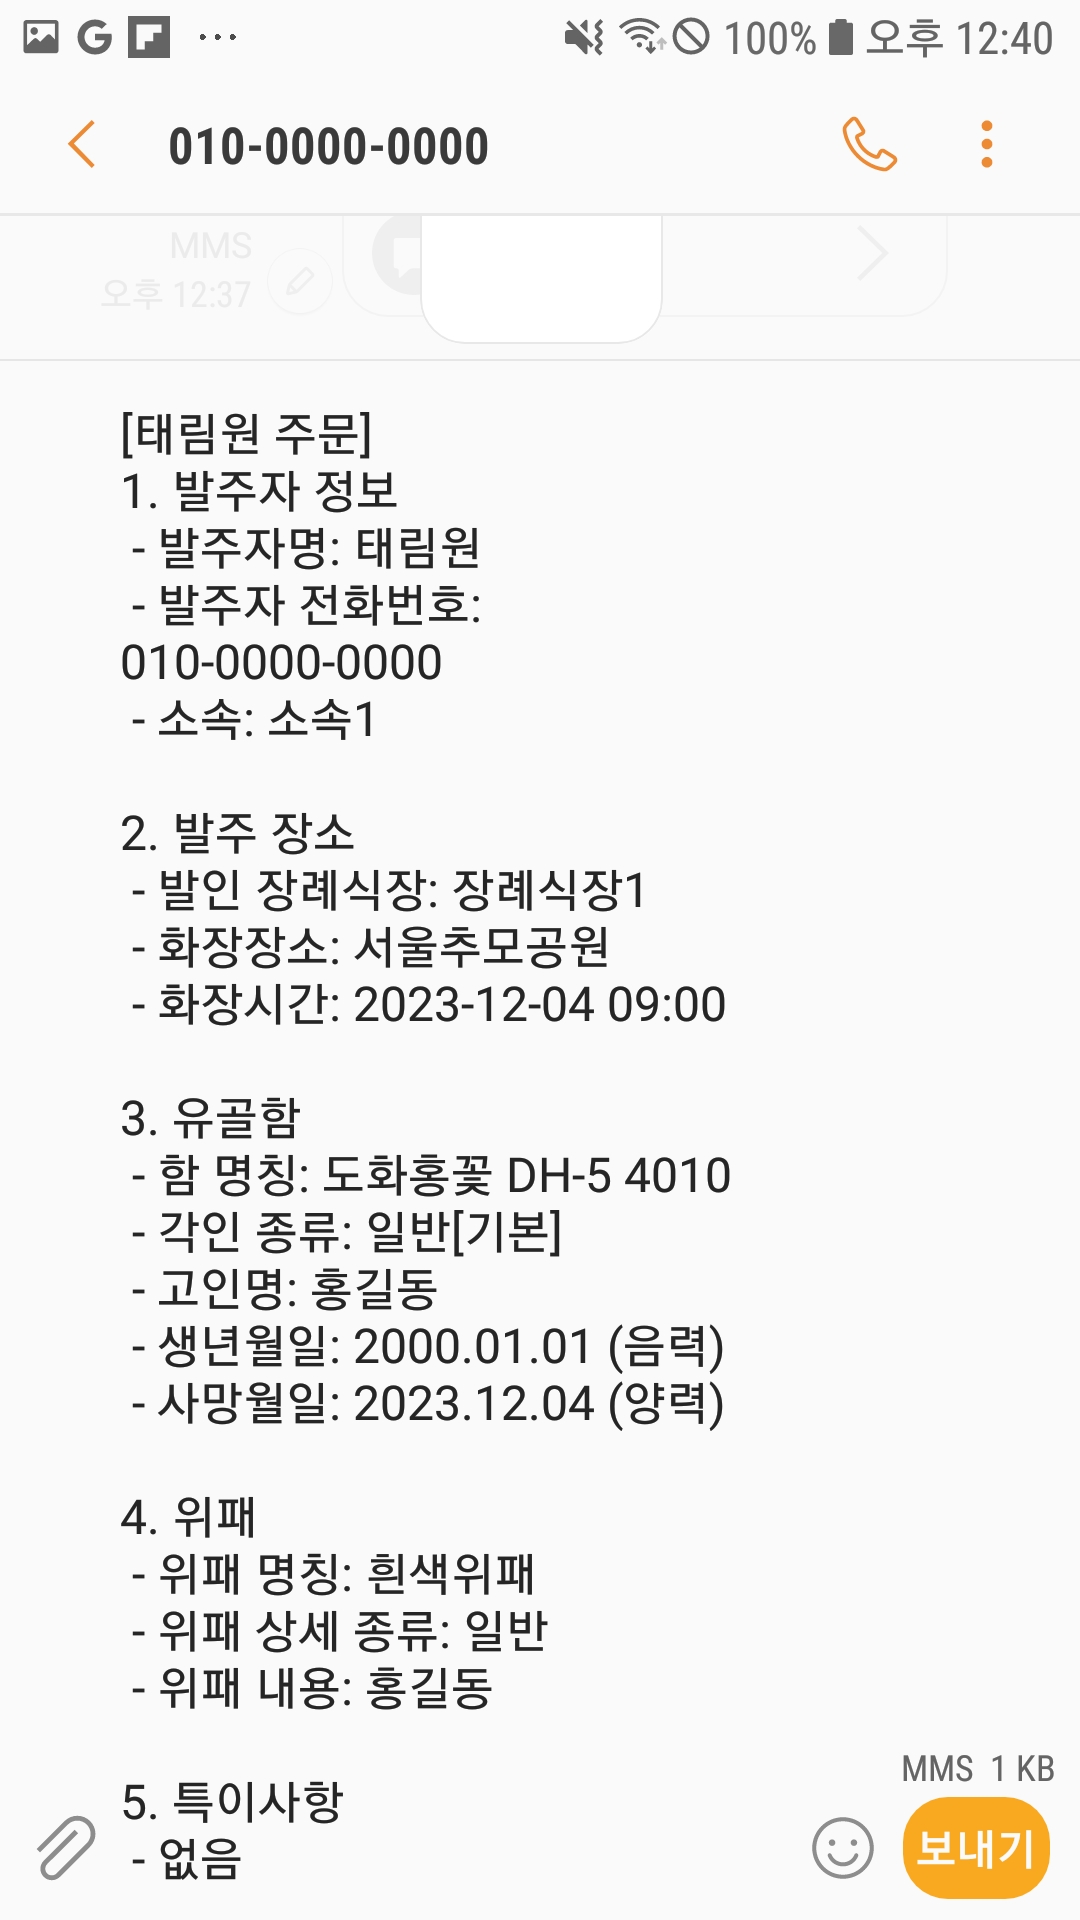 100% 오후 12:40
010-0000-0000
MMS
오후 12:37
[태림원 주문]
1. 발주자 정보
- 발주자명: 태림원
- 발주자 전화번호:
010-0000-0000
- 소속: 소속1
2. 발주 장소
- 발인 장례식장: 장례식장1
- 화장장소: 서울추모공원
- 화장시간: 2023-12-04 09:00
3. 유골함
- 함 명칭: 도화홍꽃 DH-5 4010
- 각인 종류: 일반[기본]
- 고인명: 홍길동
- 생년월일: 2000.01.01 (음력)
- 사망월일: 2023.12.04 (양력)
4. 위패
- 위패 명칭: 흰색위패
- 위패 상세 종류: 일반
- 위패 내용: 홍길동
MMS 1 KB
5. 특이사항
- 없음
보내기